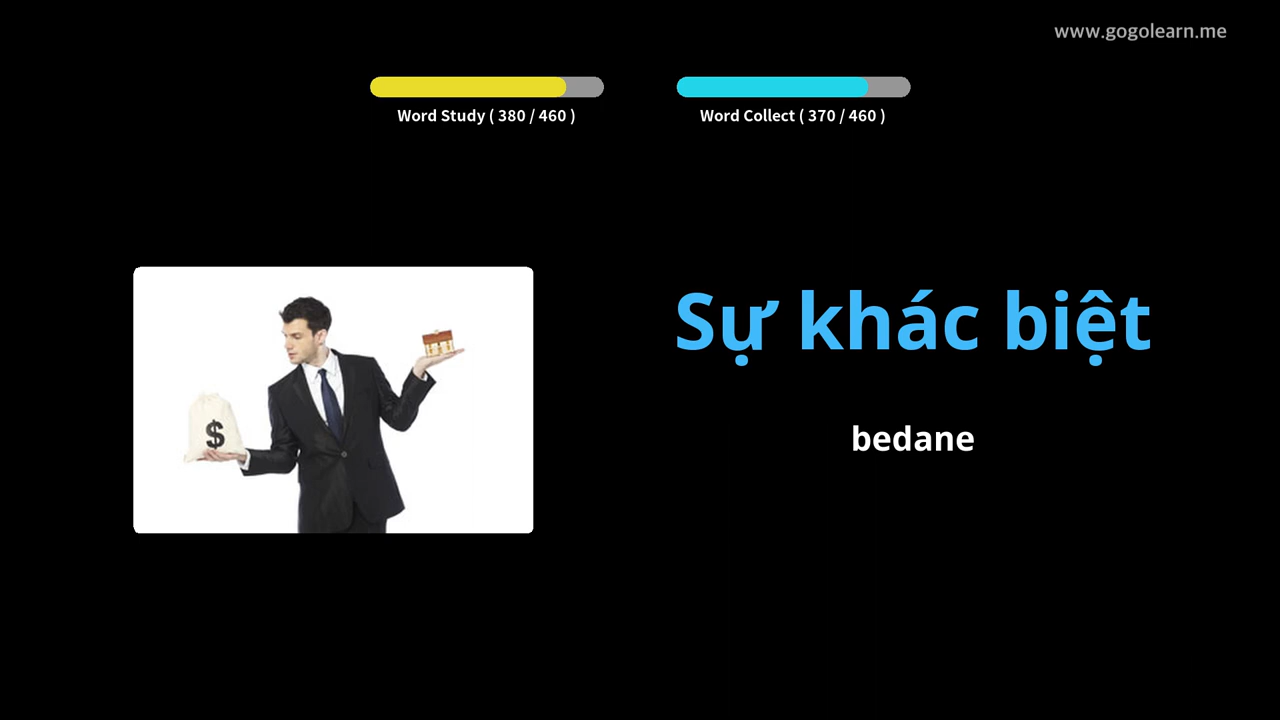 www.gogolearn.me
Word Study ( 380 / 460 )
Word Collect ( 370 / 460 )
Sự khác biệt
bedane
$